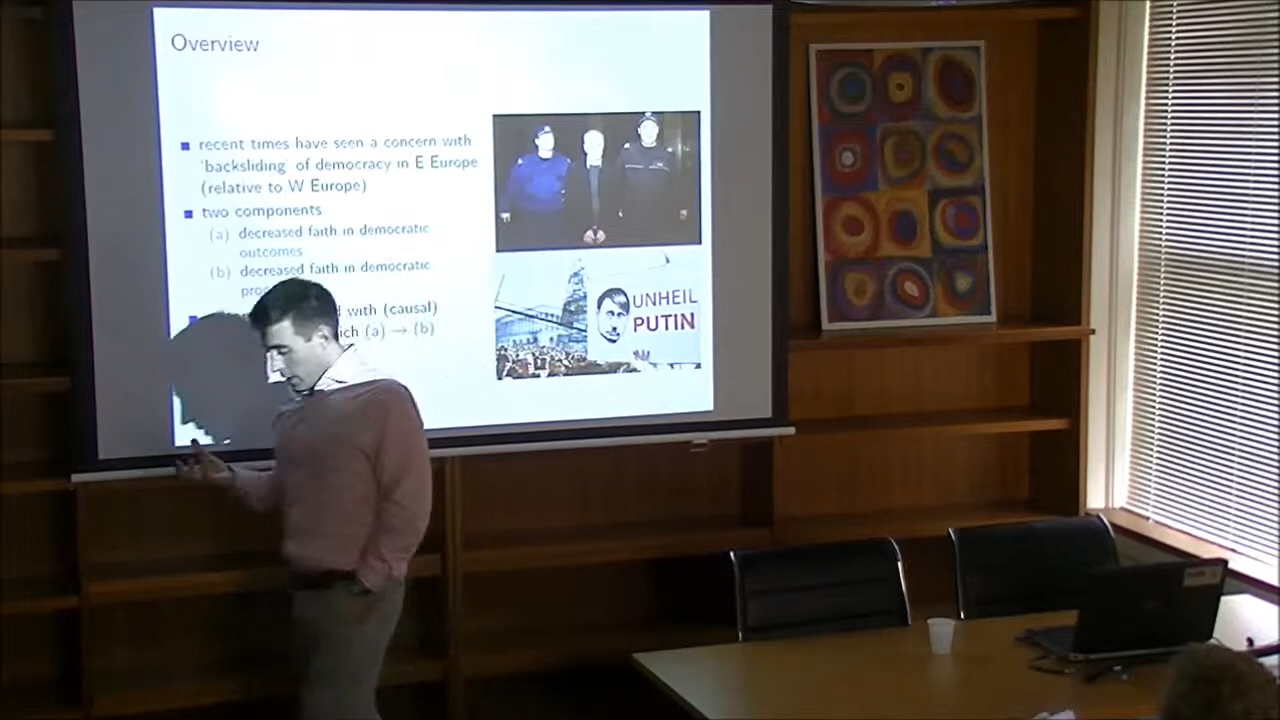 Overview
recent times have seen a concern with
'backsliding' of democracy in E Europe
(relative to W Europe)
two components
(a) decreased faith in democratic
outcomes
(b) decreased faith in democratic
d with (causal)
ich (a) → (b)
UNHEIL
PUTIN